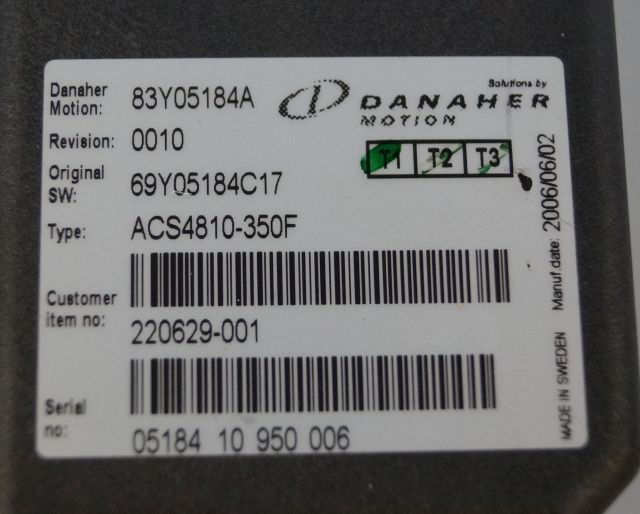 Danaher Motion: 83Y05184A
Solutions by
DANAHER
MOTION
Revision: 0010
T1 T2 T3
Original SW: 69Y05184C17
Type: ACS4810-350F
Customer item no: 220629-001
Serial no: 05184 10 950 006
MADE IN SWEDEN Manuf date: 2006/06/02